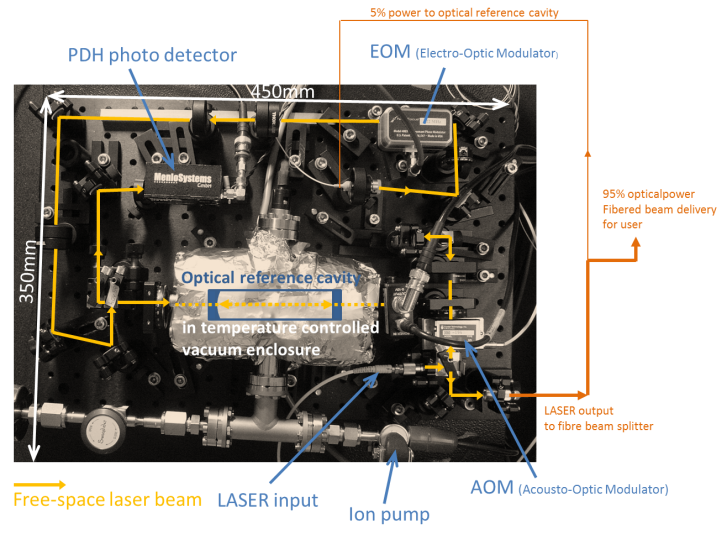 5% power to optical reference cavity
PDH photo detector
EOM (Electro-Optic Modulator)
450mm
MenloSystems
GmbH
95% opticalpower
Fibered beam delivery
for user
350mm
Optical reference cavity
in temperature controlled
vacuum enclosure
LASER output
to fibre beam splitter
Free-space laser beam
LASER input
AOM (Acousto-Optic Modulator)
Ion pump